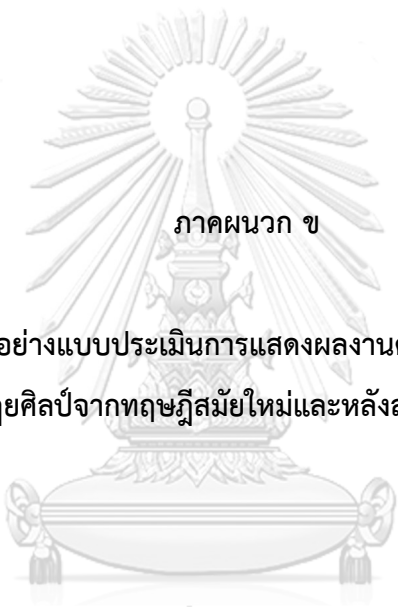 ภาคผนวก ข
อย่างแบบประเมินการแสดงผลงาน
ยศิลป์จากทฤษฎีสมัยใหม่และหลังส